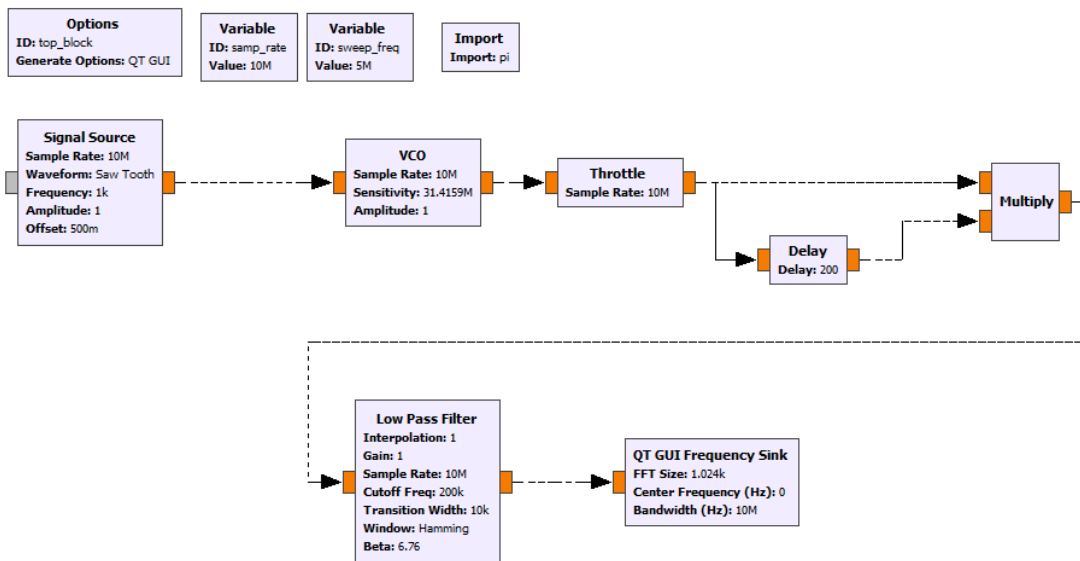 Options
ID: top_block
Generate Options: QT GUI
Variable
ID: samp_rate
Value: 10M
Variable
ID: sweep_freq
Value: 5M
Import
Import: pi
Signal Source
Sample Rate: 10M
Waveform: Saw Tooth
Frequency: 1k
Amplitude: 1
Offset: 500m
VCO
Sample Rate: 10M
Sensitivity: 31.4159M
Amplitude: 1
Throttle
Sample Rate: 10M
Delay
Delay: 200
Multiply
Low Pass Filter
Interpolation: 1
Gain: 1
Sample Rate: 10M
Cutoff Freq: 200k
Transition Width: 10k
Window: Hamming
Beta: 6.76
QT GUI Frequency Sink
FFT Size: 1.024k
Center Frequency (Hz): 0
Bandwidth (Hz): 10M